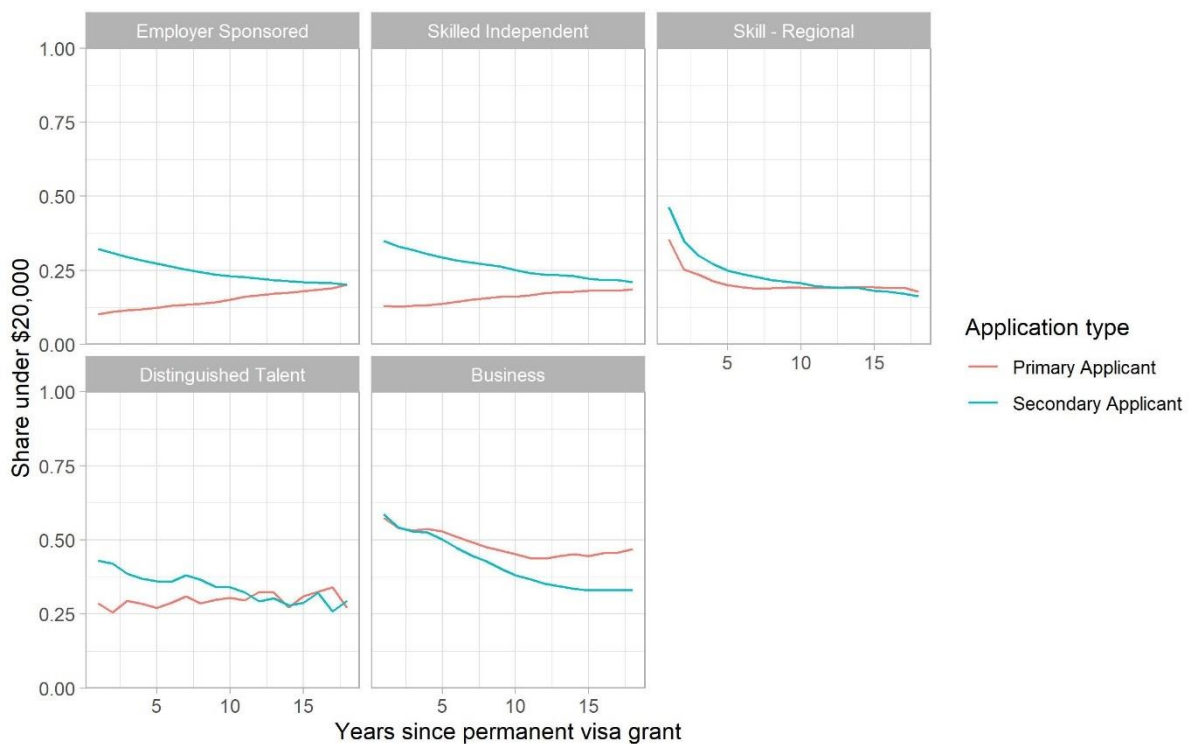 Employer Sponsored
Skilled Independent
Skill - Regional
1.00
0.75
0.50
0.25
0.00
5 10 15
Distinguished Talent
Business
1.00
0.75
0.50
0.25
0.00
5 10 15
5 10 15
Share under $20,000
Years since permanent visa grant
Application type
Primary Applicant
Secondary Applicant